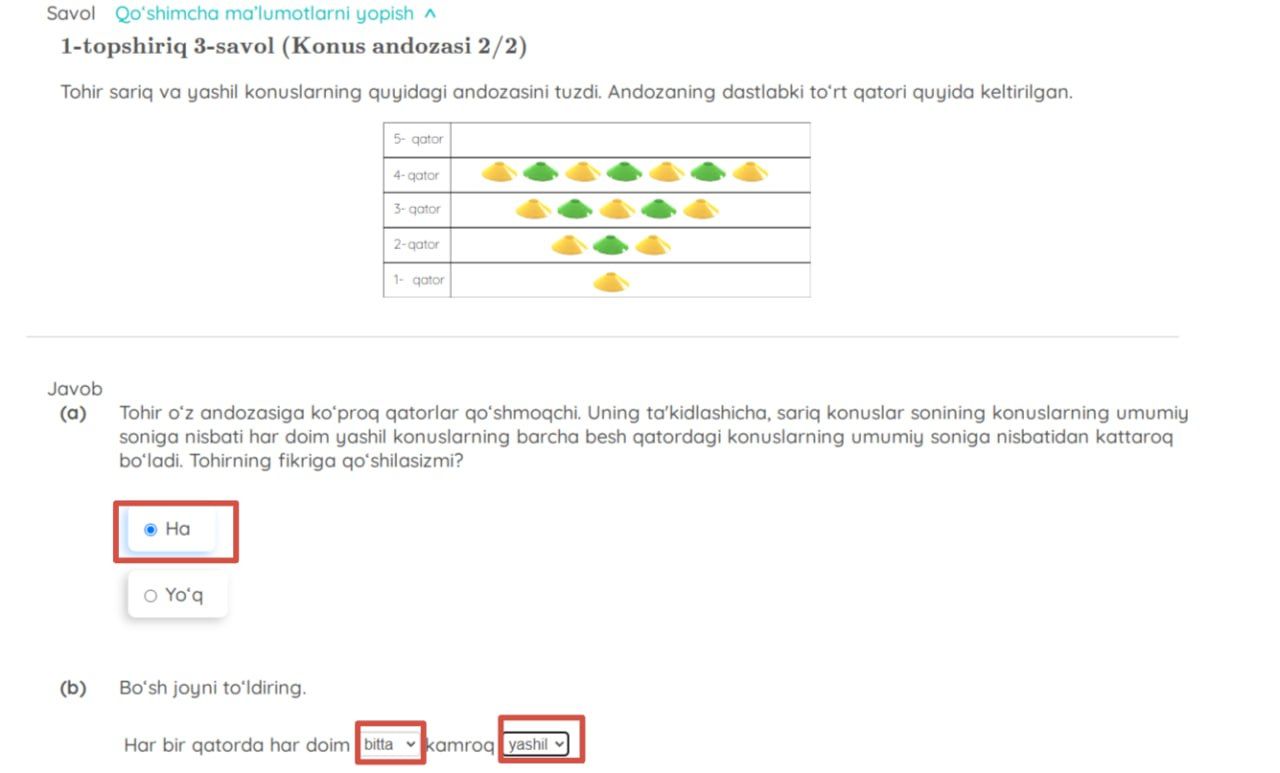 Savol Qo'shimcha ma'lumotlarni yopish ^
1-topshiriq 3-savol (Konus andozasi 2/2)
Tohir sariq va yashil konuslarning quyidagi andozasini tuzdi. Andozaning dastlabki to'rt qatori quyida keltirilgan.
5- qator
4- qator
3- qator
2-qator
1- qator
Javob
(a) Tohir o'z andozasiga ko'proq qatorlar qo'shmoqchi. Uning ta'kidlashicha, sariq konuslar sonining konuslarning umumiy
soniga nisbati har doim yashil konuslarning barcha besh qatordagi konuslarning umumiy soniga nisbatidan kattaroq
bo'ladi. Tohirning fikriga qo'shilasizmi?
Ha
Yo'q
(b) Bo'sh joyni to'ldiring.
Har bir qatorda har doim bitta kamroq yashil